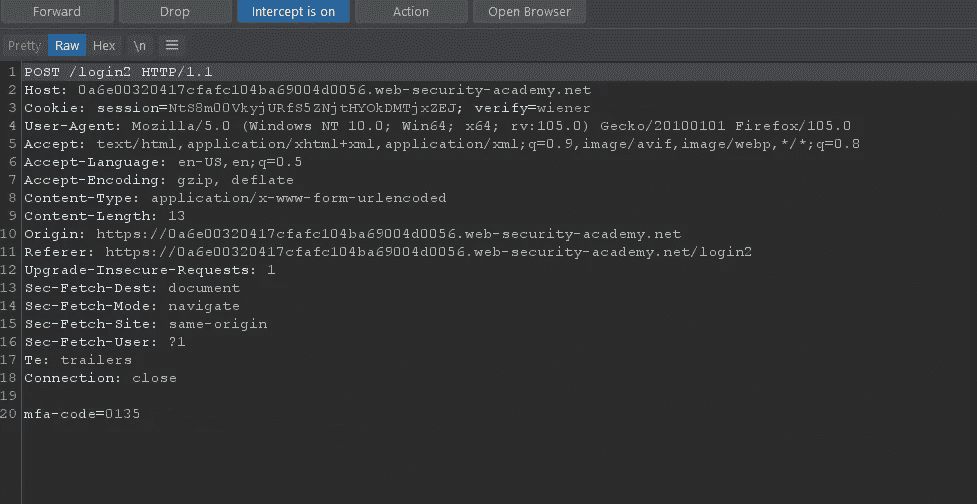 Forward Drop Intercept is on Action Open Browser
Pretty Raw Hex \n
1 POST /login2 HTTP/1.1
2 Host: 0a6e00320417cfafc104ba69004d0056.web-security-academy.net
3 Cookie: session=NtS8m00VkyjURfS5ZNjtHYOkDMTjxZEJ; verify=wiener
4 User-Agent: Mozilla/5.0 (Windows NT 10.0; Win64; x64; rv:105.0) Gecko/20100101 Firefox/105.0
5 Accept: text/html,application/xhtml+xml,application/xml;q=0.9,image/avif,image/webp,*/*;q=0.8
6 Accept-Language: en-US,en;q=0.5
7 Accept-Encoding: gzip, deflate
8 Content-Type: application/x-www-form-urlencoded
9 Content-Length: 13
10 Origin: https://0a6e00320417cfafc104ba69004d0056.web-security-academy.net
11 Referer: https://0a6e00320417cfafc104ba69004d0056.web-security-academy.net/login2
12 Upgrade-Insecure-Requests: 1
13 Sec-Fetch-Dest: document
14 Sec-Fetch-Mode: navigate
15 Sec-Fetch-Site: same-origin
16 Sec-Fetch-User: ?1
17 Te: trailers
18 Connection: close
19
20 mfa-code=0135